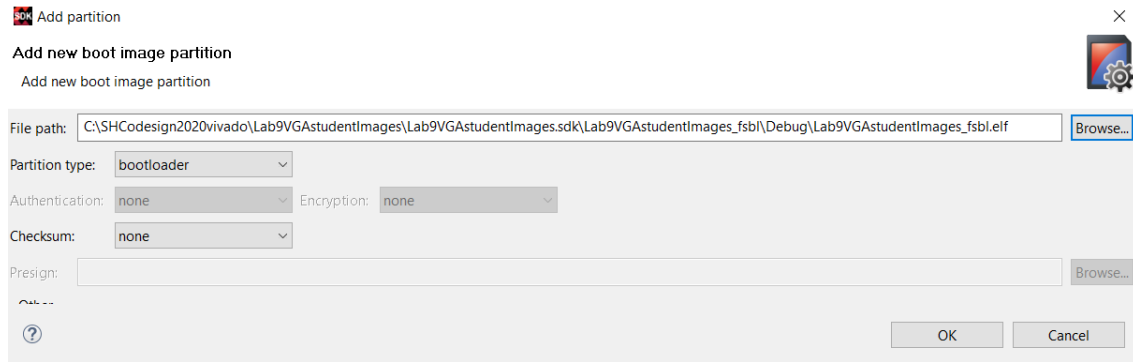 SDK Add partition
Add new boot image partition
Add new boot image partition
File path: C:\SHCodesign2020vivado\Lab9VGAstudentImages\Lab9VGAstudentImages.sdk\Lab9VGAstudentImages_fsbl\Debug\Lab9VGAstudentImages_fsbl.elf Browse...
Partition type: bootloader
Authentication: none Encryption: none
Checksum: none
Presign: Browse...
Other
? OK Cancel